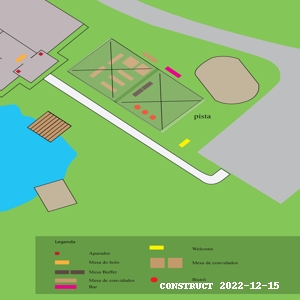 pista
Legenda
Aparador
Mesa do bolo
Mesa Buffet
Mesa de convidados
Bar
Welcome
Mesa de convidados
CONSTRUCT 2022-12-15